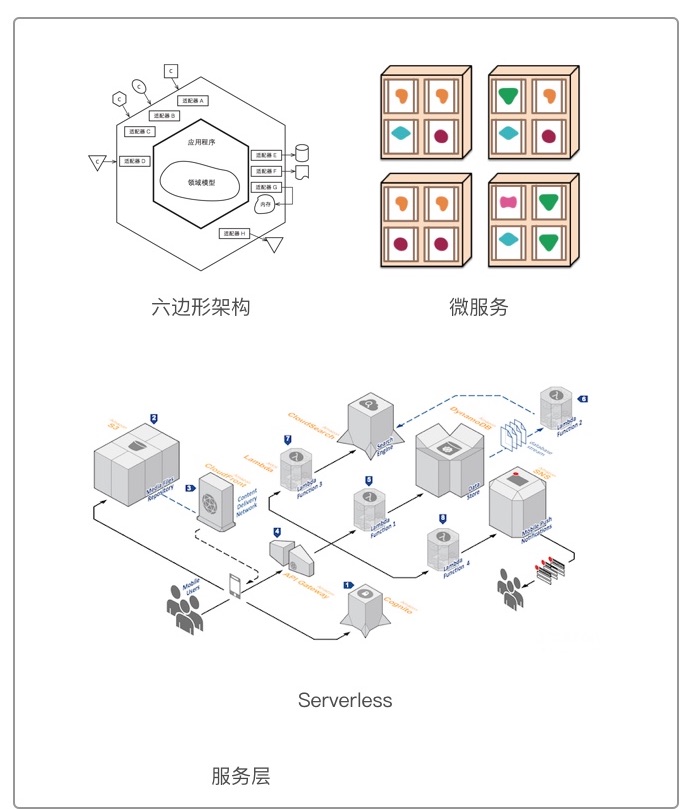 C
C
C
C
适配器 A
适配器 B
适配器 C
适配器 D
应用程序
领域模型
适配器 E
适配器 F
适配器 G
内存
适配器 H
六边形架构
微服务
2
S3
Media Files
Repository
3
CloudFront
Content
Delivery
Network
Lambda
7
Lambda
Function 3
CloudSearch
Search
Engine
DynamoDB
Data
Store
database
stream
6
Lambda
Function 2
5
Lambda
Function 1
8
Lambda
Function 4
SNS
Mobile Push
Notifications
4
API Gateway
Mobile
Users
1
Cognito
Serverless
服务层